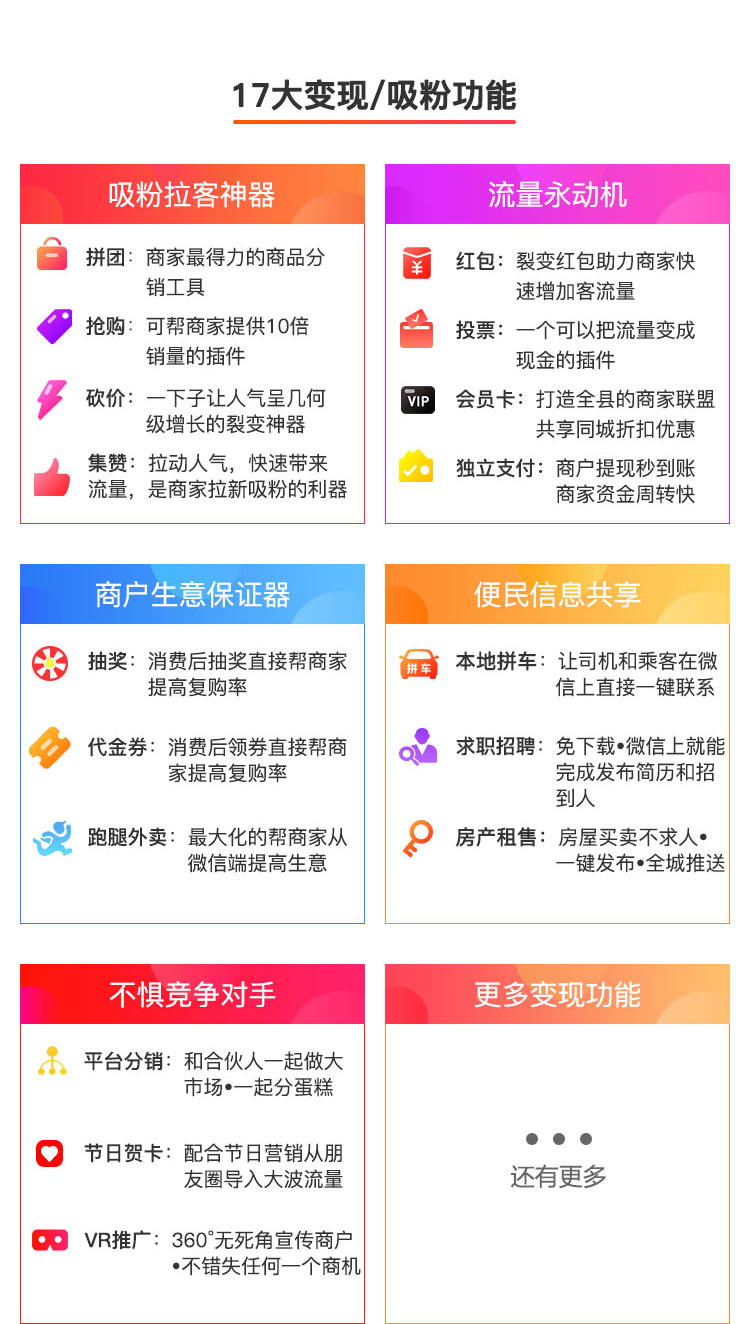 17大变现/吸粉功能
吸粉拉客神器
拼团：商家最得力的商品分
销工具
抢购：可帮商家提供10倍
销量的插件
砍价：一下子让人气呈几何
级增长的裂变神器
集赞：拉动人气，快速带来
流量，是商家拉新吸粉的利器
流量永动机
红包：裂变红包助力商家快
速增加客流量
投票：一个可以把流量变成
现金的插件
VIP
会员卡：打造全县的商家联盟
共享同城折扣优惠
独立支付：商户提现秒到账
商家资金周转快
商户生意保证器
抽奖：消费后抽奖直接帮商家
提高复购率
代金券：消费后领券直接帮商
家提高复购率
跑腿外卖：最大化的帮商家从
微信端提高生意
便民信息共享
拼车
本地拼车：让司机和乘客在微
信上直接一键联系
求职招聘：免下载•微信上就能
完成发布简历和招
到人
房产租售：房屋买卖不求人•
一键发布•全城推送
不惧竞争对手
平台分销：和合伙人一起做大
市场•一起分蛋糕
节日贺卡：配合节日营销从朋
友圈导入大波流量
VR推广：360°无死角宣传商户
•不错失任何一个商机
更多变现功能
还有更多